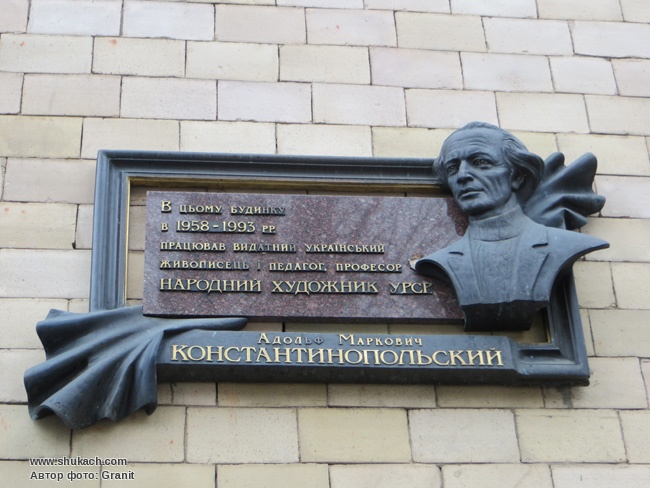 В цьому будинку
в 1958-1993 рр.
працював видатний український
живописець і педагог, професор
народний художник УРСР
Адольф Маркович
КОНСТАНТИНОПОЛЬСКИЙ
www.shukach.com
Автор фото: Granit